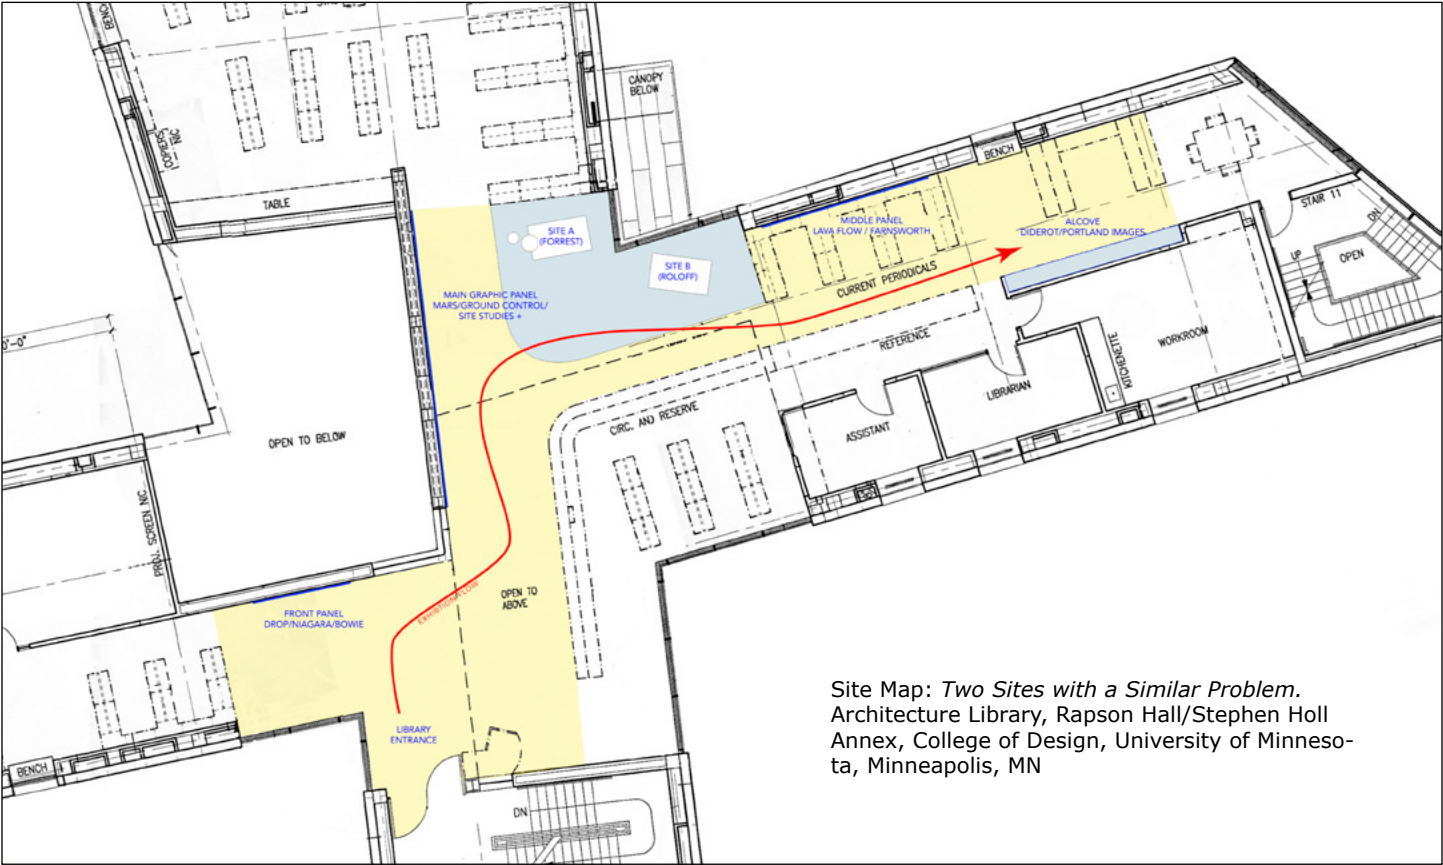 BENCH
COPIERS
NIC
TABLE
CANOPY
BELOW
BENCH
SITE A
(FORREST)
SITE B
(ROLOFF)
MIDDLE PANEL
LAVA FLOW / FARNSWORTH
ALCOVE
DIDEROT/PORTLAND IMAGES
STAIR 11
DN
UP
OPEN
MAIN GRAPHIC PANEL
MARS/GROUND CONTROL/
SITE STUDIES +
CURRENT PERIODICALS
REFERENCE
KITCHENETTE
WORKROOM
LIBRARIAN
ASSISTANT
CIRC. AND RESERVE
OPEN TO BELOW
PROJ. SCREEN NIC
FRONT PANEL
DROP/NIAGARA/BOWIE
EXHIBTION FLOW
OPEN TO
ABOVE
LIBRARY
ENTRANCE
BENCH
DN
Site Map: Two Sites with a Similar Problem.
Architecture Library, Rapson Hall/Stephen Holl
Annex, College of Design, University of Minneso-
ta, Minneapolis, MN